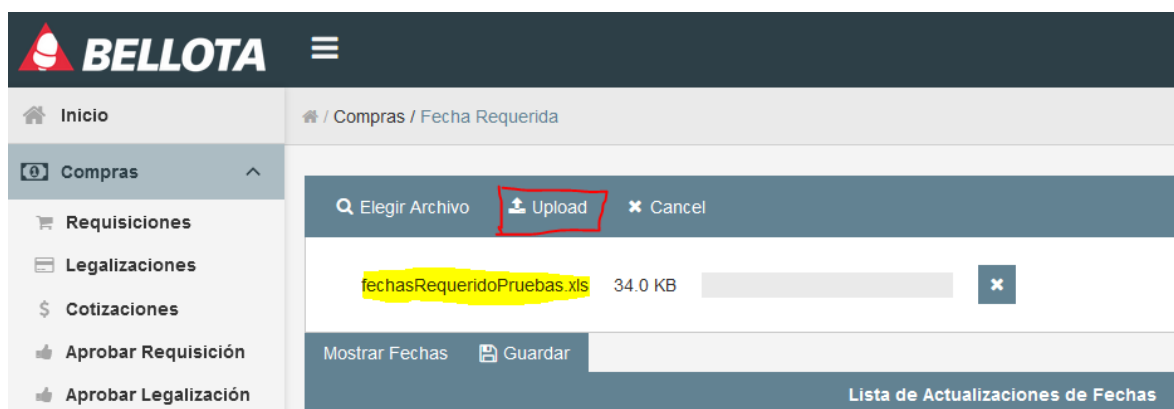 BELLOTA
Inicio
/ Compras / Fecha Requerida
Compras
Elegir Archivo Upload Cancel
Requisiciones
Legalizaciones
fechasRequeridoPruebas.xls 34.0 KB
Cotizaciones
Aprobar Requisición
Mostrar Fechas Guardar
Aprobar Legalización
Lista de Actualizaciones de Fechas